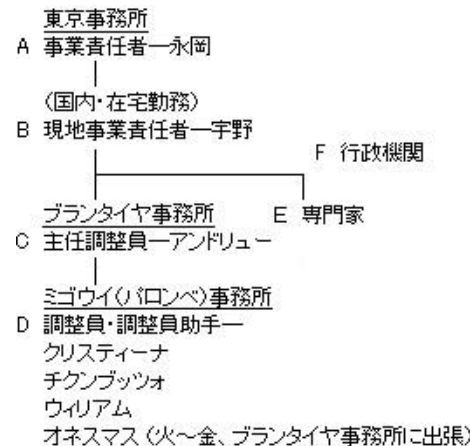 東京事務所
A 事業責任者―永岡
(国内・在宅勤務)
B 現地事業責任者―宇野
F 行政機関
ブランタイヤ事務所
E 専門家
C 主任調整員―アンドリュー
ミゴウイ(パロンベ)事務所
D 調整員・調整員助手―
クリスティーナ
チクンブッツォ
ウィリアム
オネスマス(火～金、ブランタイヤ事務所に出張)